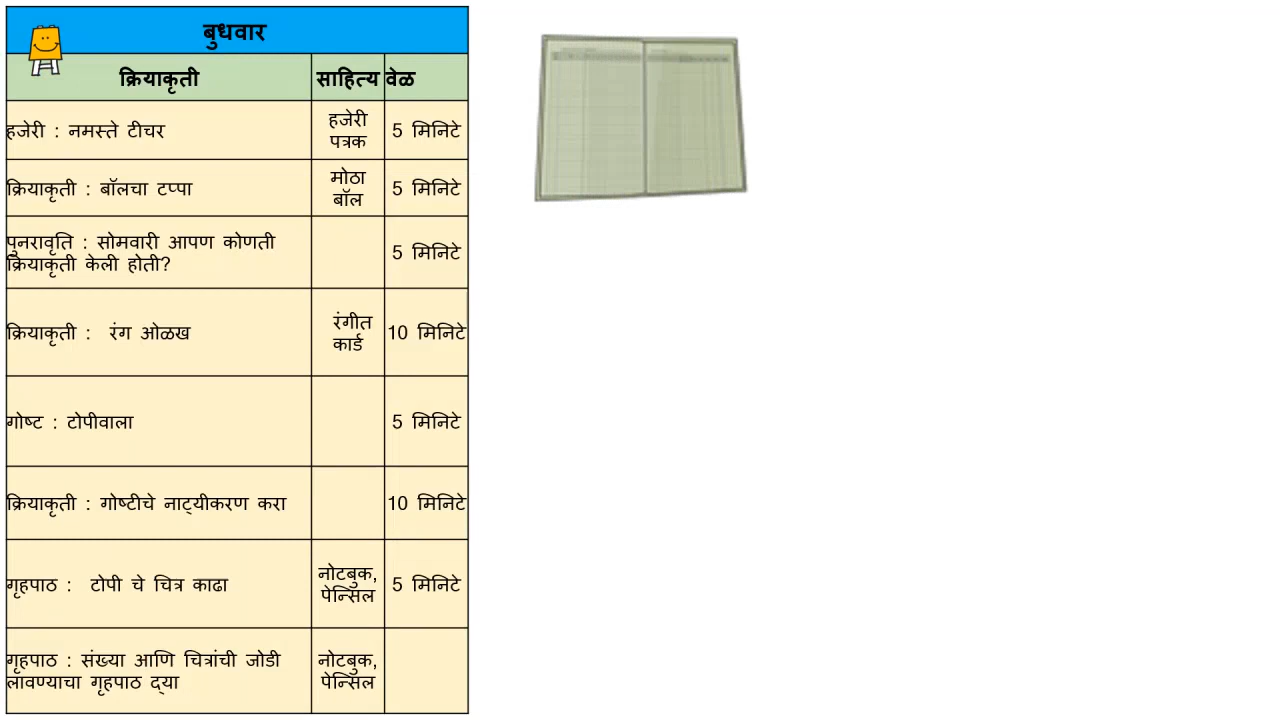 बुधवार
क्रियाकृती साहित्य वेळ
हजेरी : नमस्ते टीचर
हजेरी
पत्रक
5 मिनिटे
क्रियाकृती : बॉलचा टप्पा
मोठा
बॉल
5 मिनिटे
पुनरावृति : सोमवारी आपण कोणती
क्रियाकृती केली होती?
5 मिनिटे
क्रियाकृती : रंग ओळख
रंगीत
कार्ड
10 मिनिटे
गोष्ट : टोपीवाला
5 मिनिटे
क्रियाकृती : गोष्टीचे नाट्यीकरण करा
10 मिनिटे
गृहपाठ : टोपी चे चित्र काढा
नोटबुक,
पेन्सिल
5 मिनिटे
गृहपाठ : संख्या आणि चित्रांची जोडी
लावण्याचा गृहपाठ द्या
नोटबुक,
पेन्सिल